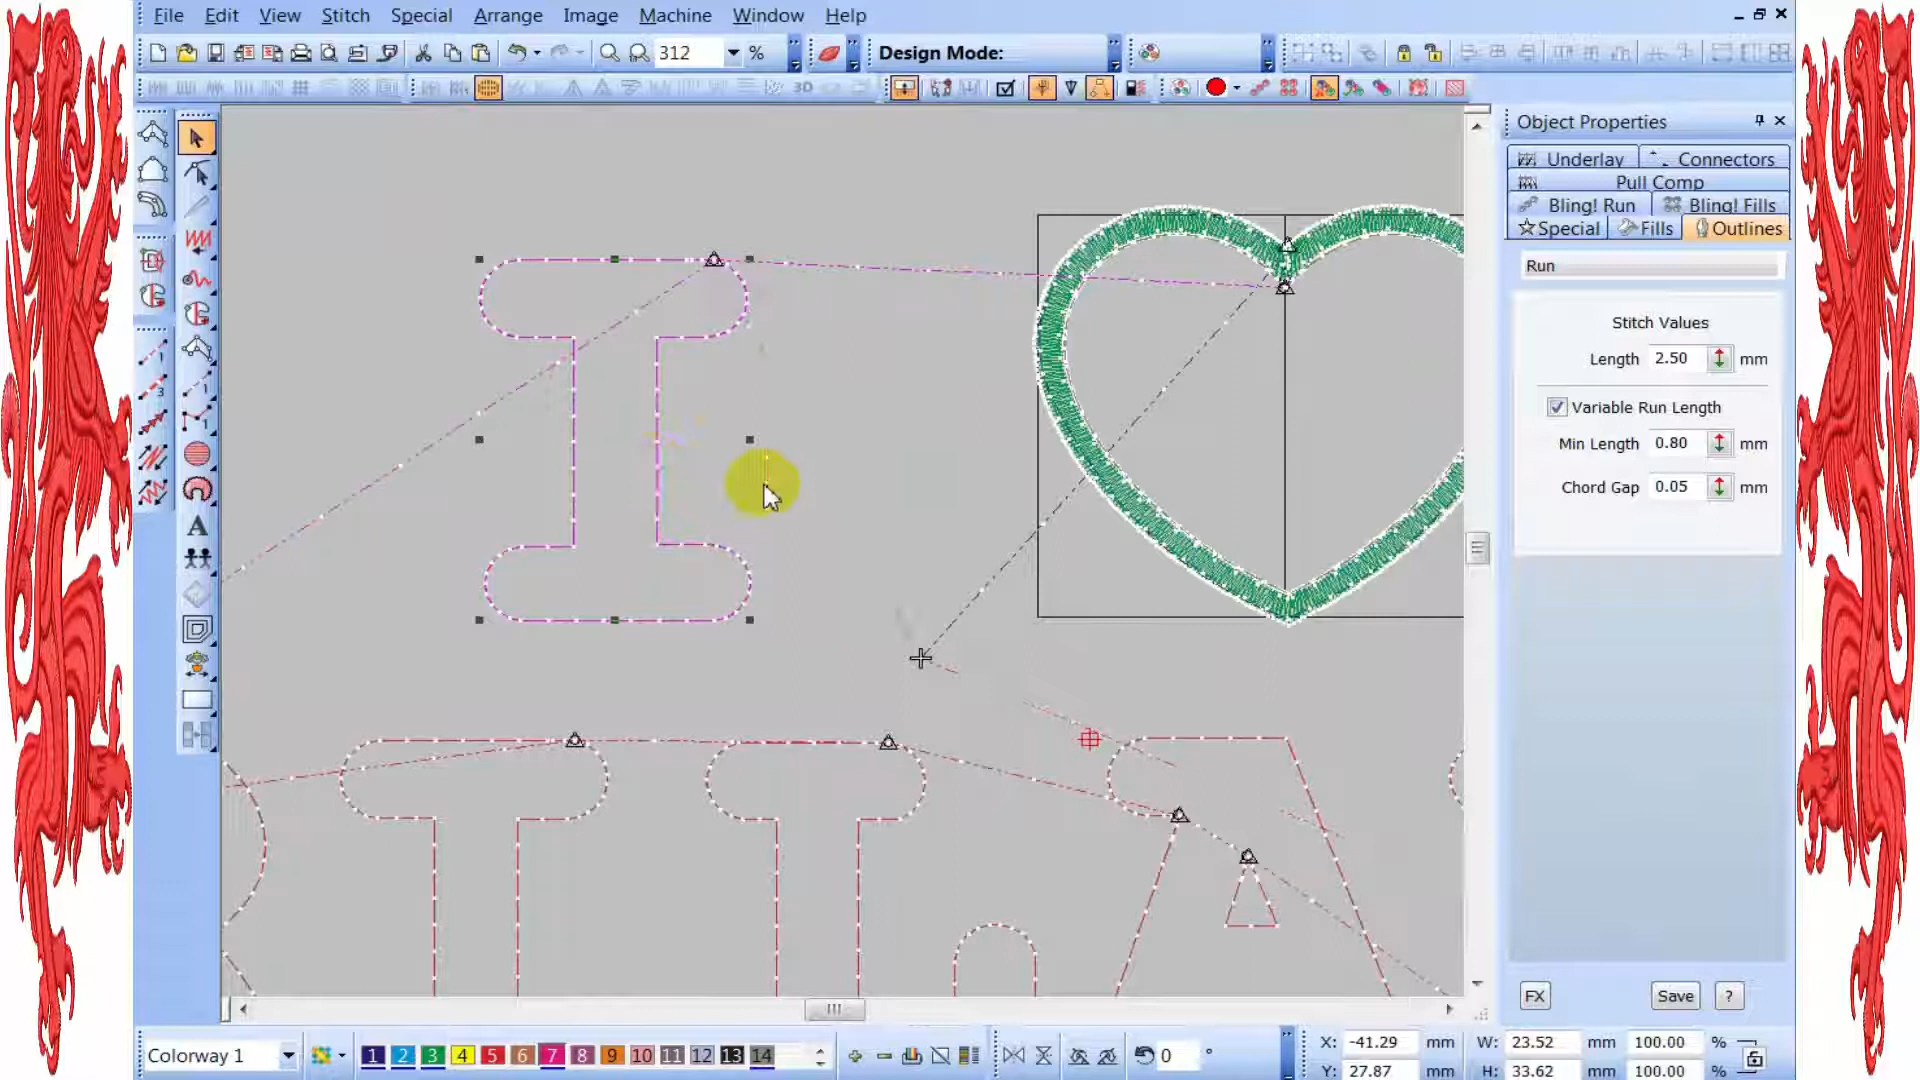 File Edit View Stitch Special Arrange Image Machine Window Help
312 % Design Mode:
3D
Object Properties
Underlay Connectors
Pull Comp
Bling! Run Bling! Fills
Special Fills Outlines
Run
Stitch Values
Length 2.50 mm
Variable Run Length
Min Length 0.80 mm
Chord Gap 0.05 mm
1
3
1
A
FX Save ?
Colorway 1 1 2 3 4 5 6 7 8 9 10 11 12 13 14 0 °
X: -41.29 mm W: 23.52 mm 100.00 %
Y: 27.87 mm H: 33.62 mm 100.00 %